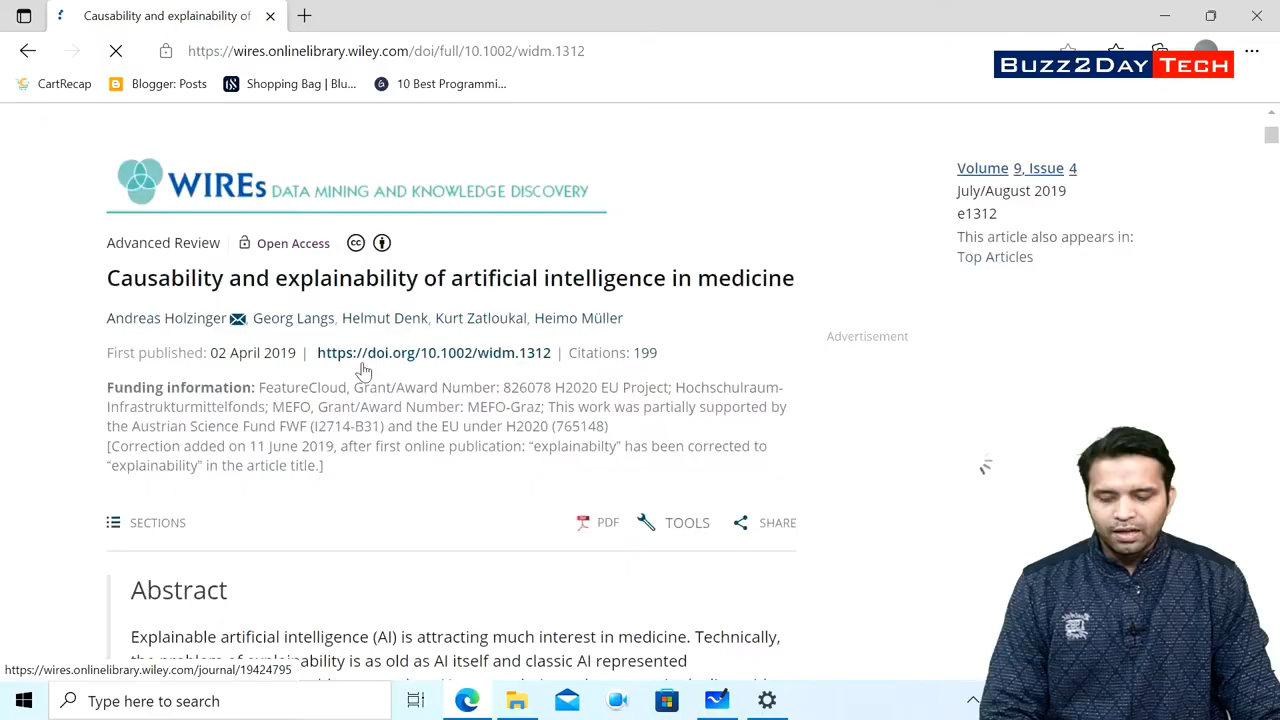 Causability and explainability of
https://wires.onlinelibrary.wiley.com/doi/full/10.1002/widm.1312
BUZZ2DAY TECH
CartRecap
Blogger: Posts
Shopping Bag | Blu...
10 Best Programmi...
WIREs DATA MINING AND KNOWLEDGE DISCOVERY
Volume 9, Issue 4
July/August 2019
e1312
This article also appears in:
Top Articles
Advanced Review
Open Access
cc
Causability and explainability of artificial intelligence in medicine
Andreas Holzinger, Georg Langs, Helmut Denk, Kurt Zatloukal, Heimo Müller
First published: 02 April 2019 | https://doi.org/10.1002/widm.1312 | Citations: 199
Advertisement
Funding information: FeatureCloud, Grant/Award Number: 826078 H2020 EU Project; Hochschulraum-
Infrastrukturmittelfonds; MEFO, Grant/Award Number: MEFO-Graz; This work was partially supported by
the Austrian Science Fund FWF (I2714-B31) and the EU under H2020 (765148)
[Correction added on 11 June 2019, after first online publication: “explainabilty” has been corrected to
“explainability” in the article title.]
SECTIONS
PDF
TOOLS
SHARE
Abstract
Explainable artificial intelligence (AI) is attracting much interest in medicine. Technically,
the problem of explainability is as old as AI itself and classic AI represented
https://wires.onlinelibrary.wiley.com/journal/19424795
Type here to search